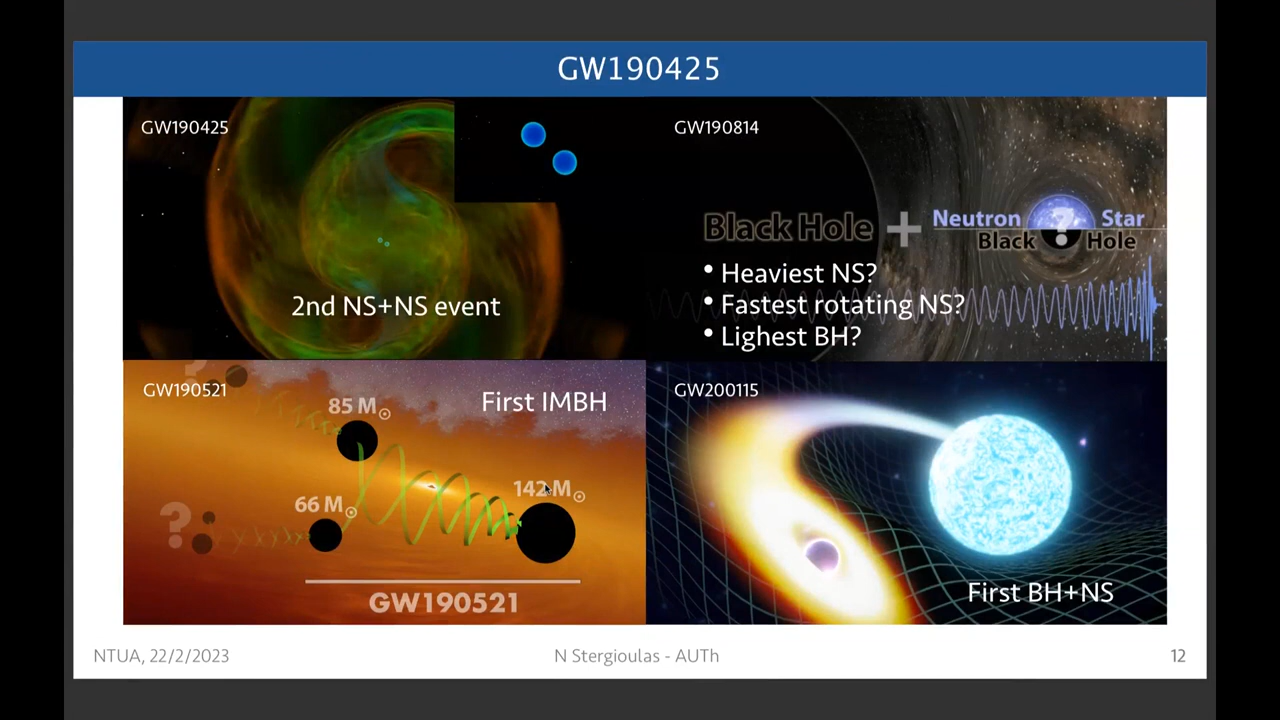 GW190425
GW190425
2nd NS+NS event
GW190814
Black Hole + Neutron Star
Black ? Hole
• Heaviest NS?
• Fastest rotating NS?
• Lighest BH?
GW190521
First IMBH
?
85 M☉
66 M☉
142 M☉
?
GW190521
GW200115
First BH+NS
NTUA, 22/2/2023
N Stergioulas - AUTh
12